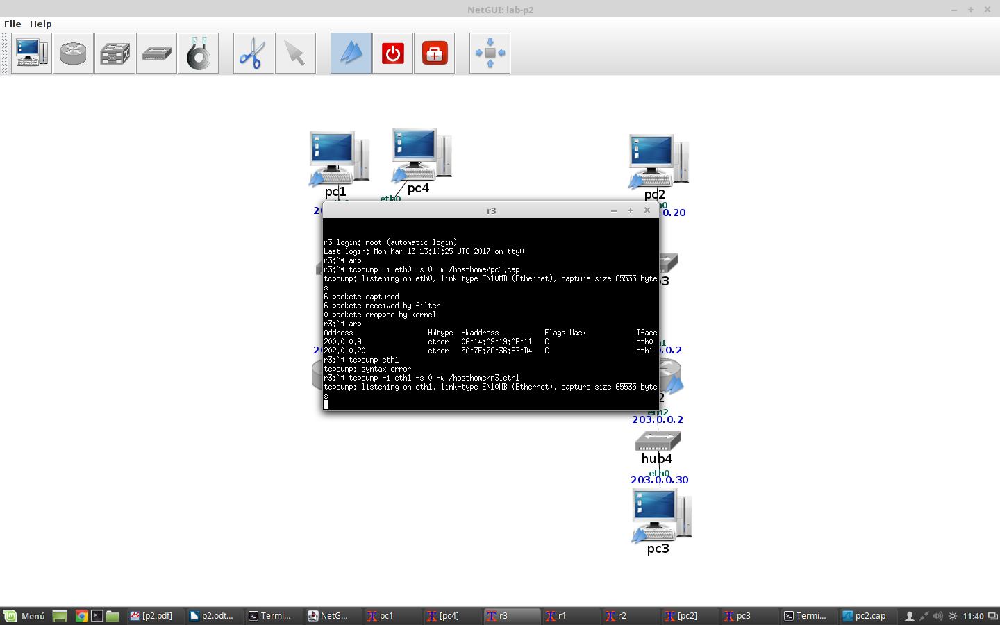 NetGUI: lab-p2
File Help
pc1
pc4
pc2
eth0
20
.0.20
r3
r3 login: root (automatic login)
Last login: Mon Mar 13 13:10:25 UTC 2017 on tty0
r3:~# arp
r3:~# tcpdump -i eth0 -s 0 -w /hosthome/pc1.cap
tcpdump: listening on eth0, link-type EN10MB (Ethernet), capture size 65535 byte
s
6 packets captured
6 packets received by filter
0 packets dropped by kernel
r3:~# arp
Address HWtype HWaddress Flags Mask Iface
200.0.0.9 ether 06:14:A9:19:AF:11 C eth0
202.0.0.20 ether 5A:7F:7C:36:EB:D4 C eth1
r3:~# tcpdump eth1
tcpdump: syntax error
r3:~# tcpdump -i eth1 -s 0 -w /hosthome/r3.eth1
tcpdump: listening on eth1, link-type EN10MB (Ethernet), capture size 65535 byte
s
20
.0.2
eth2
203.0.0.2
hub4
eth0
203.0.0.30
pc3
Menú
[p2.pdf]
p2.odt...
Termi...
NetG...
pc1
[pc4]
r3
r1
r2
[pc2]
pc3
Termi...
pc2.cap
11:40